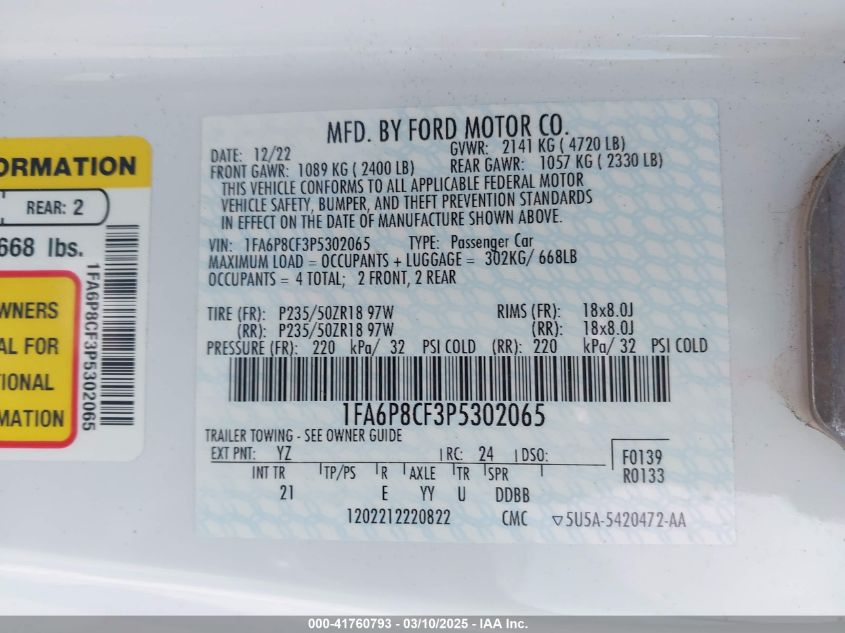 ORMATION
REAR: 2
668 lbs.
WNERS
AL FOR
IONAL
MATION
1FA6P8CF3P5302065
MFD. BY FORD MOTOR CO.
DATE: 12/22 GVWR: 2141 KG ( 4720 LB)
FRONT GAWR: 1089 KG ( 2400 LB) REAR GAWR: 1057 KG ( 2330 LB)
THIS VEHICLE CONFORMS TO ALL APPLICABLE FEDERAL MOTOR
VEHICLE SAFETY, BUMPER, AND THEFT PREVENTION STANDARDS
IN EFFECT ON THE DATE OF MANUFACTURE SHOWN ABOVE.
VIN: 1FA6P8CF3P5302065 TYPE: Passenger Car
MAXIMUM LOAD = OCCUPANTS + LUGGAGE = 302KG/ 668LB
OCCUPANTS = 4 TOTAL; 2 FRONT, 2 REAR
TIRE (FR): P235/50ZR18 97W RIMS (FR): 18x8.0J
(RR): P235/50ZR18 97W (RR): 18x8.0J
PRESSURE (FR): 220 kPa/ 32 PSI COLD (RR): 220 kPa/ 32 PSI COLD
1FA6P8CF3P5302065
TRAILER TOWING - SEE OWNER GUIDE
EXT PNT: YZ RC: 24 DSO: F0139
R0133
INT TR TP/PS R AXLE TR SPR
21 E YY U DDBB
1202212220822 CMC ▽5U5A-5420472-AA
000-41760793 — 03/10/2025 — IAA Inc.